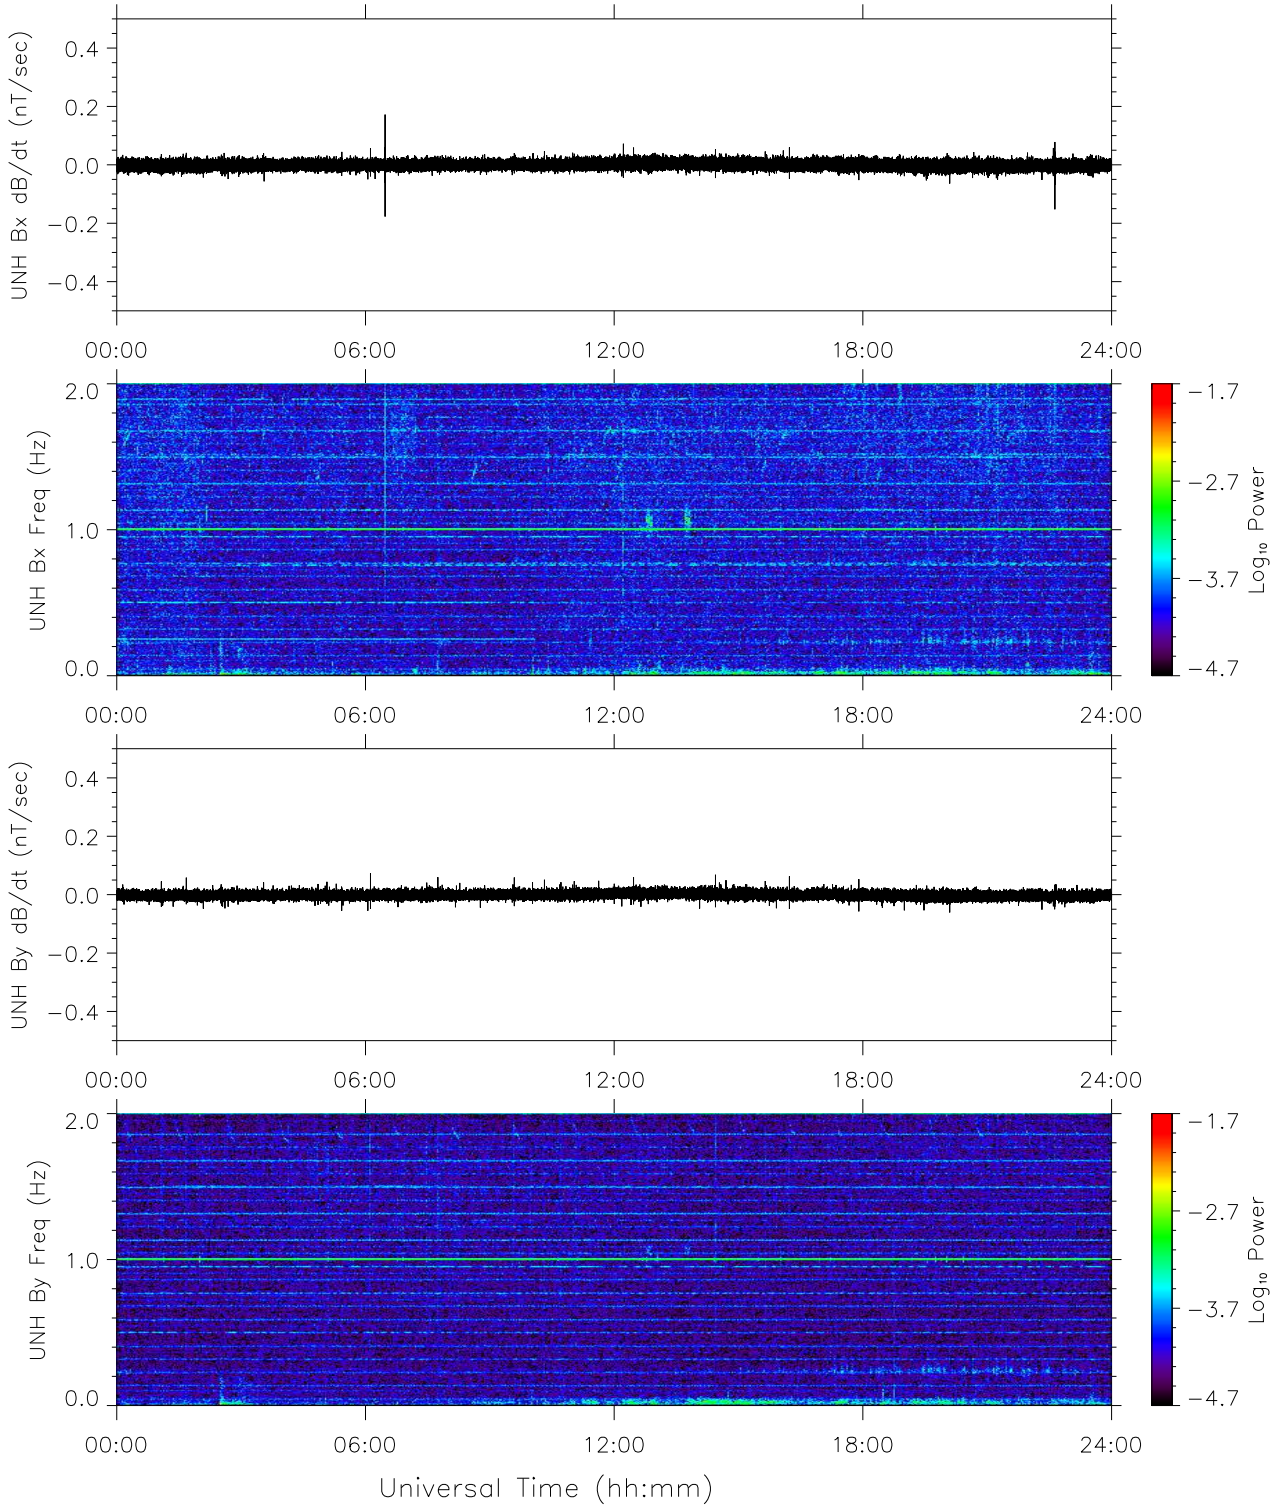 UNH Bx dB/dt (nT/sec)
0.4
0.2
0.0
−0.2
−0.4
00:00 06:00 12:00 18:00 24:00
UNH Bx Freq (Hz)
2.0
1.0
0.0
−1.7
−2.7
−3.7
−4.7
Log₁₀ Power
00:00 06:00 12:00 18:00 24:00
UNH By dB/dt (nT/sec)
0.4
0.2
0.0
−0.2
−0.4
00:00 06:00 12:00 18:00 24:00
UNH By Freq (Hz)
2.0
1.0
0.0
−1.7
−2.7
−3.7
−4.7
Log₁₀ Power
00:00 06:00 12:00 18:00 24:00
Universal Time (hh:mm)